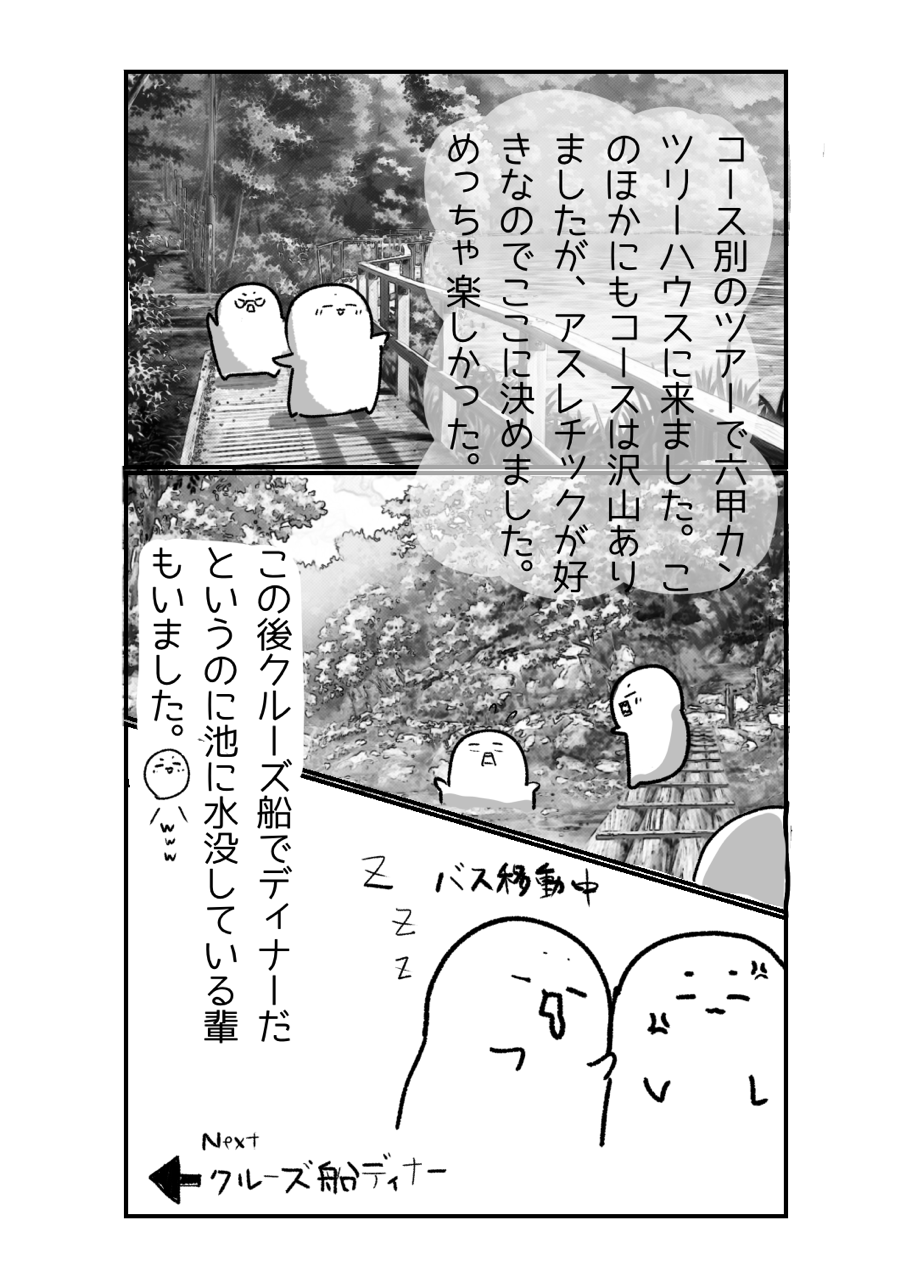 コース別のツアーで六甲カン
ツリーハウスに来ました。こ
のほかにもコースは沢山あり
ましたが、アスレチックが好
きなのでここに決めました。
めっちゃ楽しかった。
この後クルーズ船でディナーだ
というのに池に水没している輩
もいました。
www
バス移動中
Z
Z
Z
Next
クルーズ船ディナー